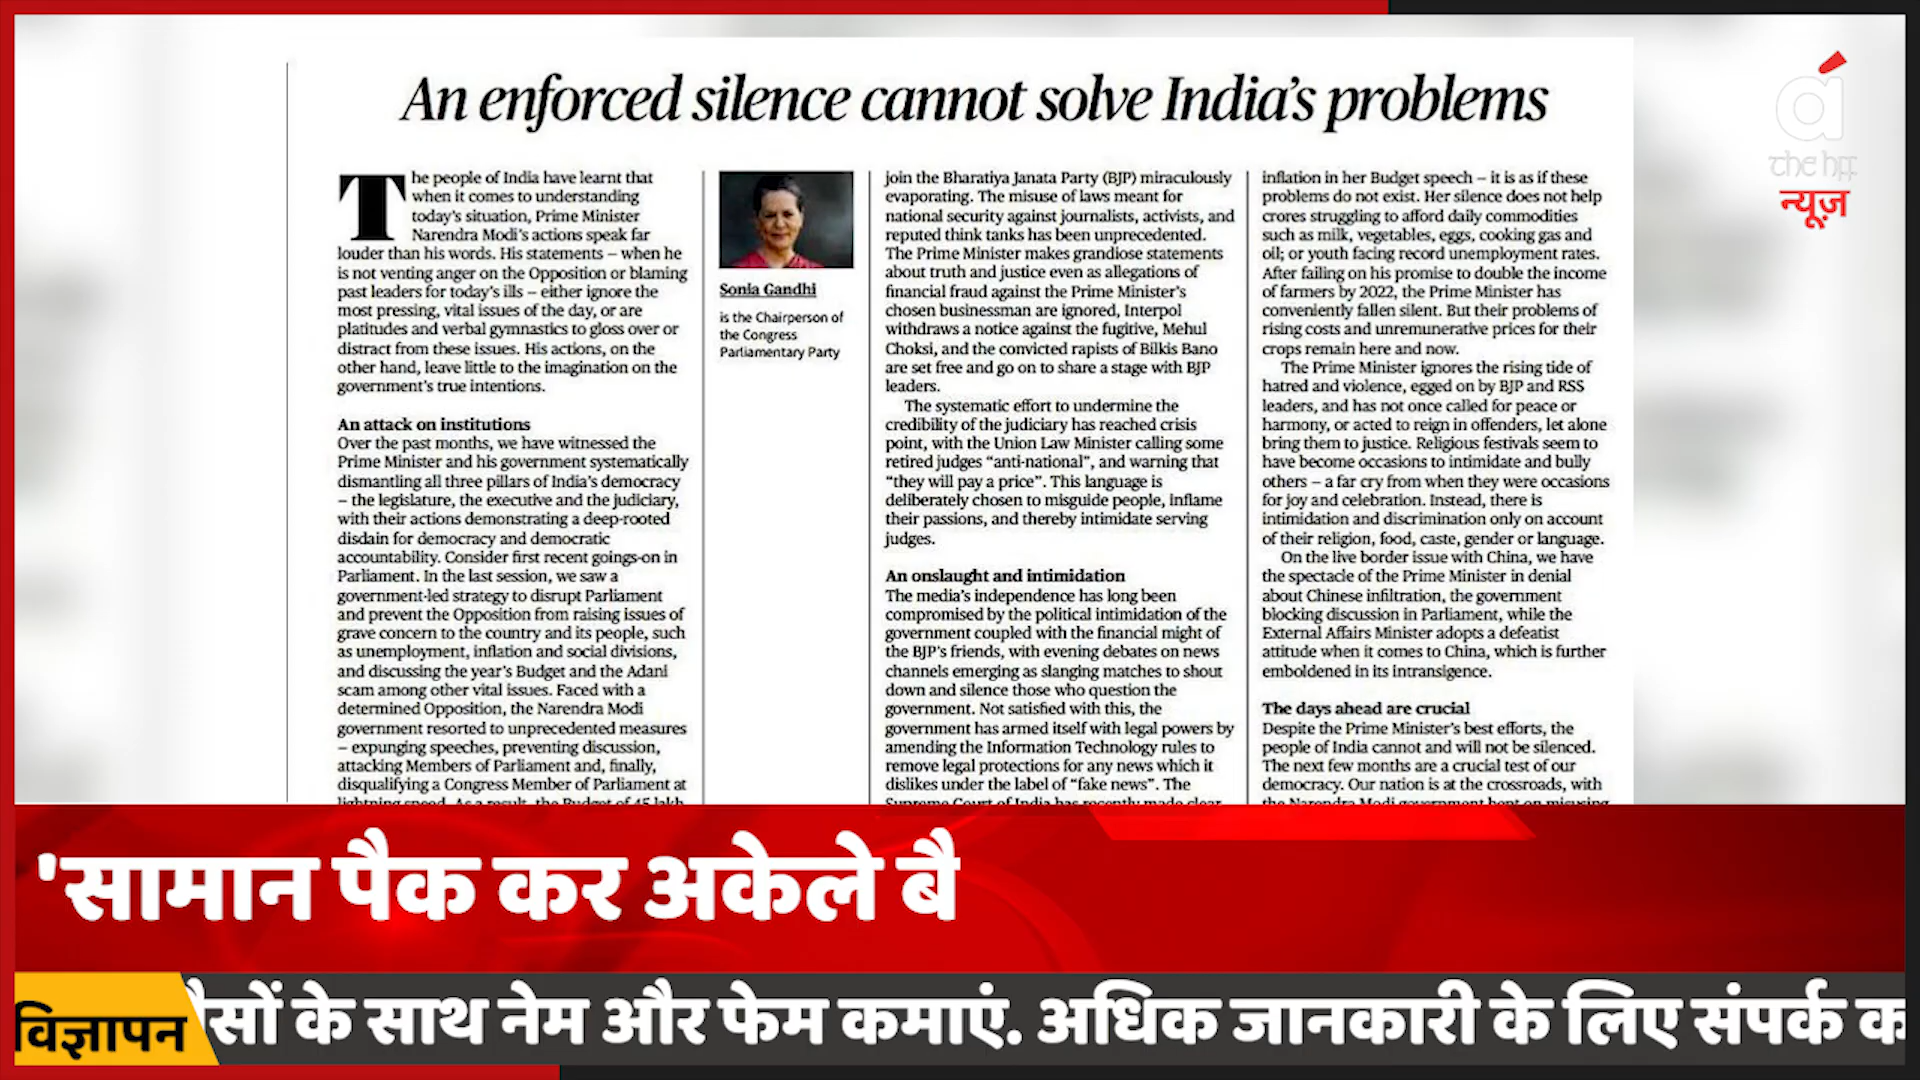 An enforced silence cannot solve India's problems
The people of India have learnt that
when it comes to understanding
today's situation, Prime Minister
Narendra Modi's actions speak far
louder than his words. His statements – when he
is not venting anger on the Opposition or blaming
past leaders for today's ills – either ignore the
most pressing, vital issues of the day, or are
platitudes and verbal gymnastics to gloss over or
distract from these issues. His actions, on the
other hand, leave little to the imagination on the
government's true intentions.
An attack on institutions
Over the past months, we have witnessed the
Prime Minister and his government systematically
dismantling all three pillars of India's democracy
– the legislature, the executive and the judiciary,
with their actions demonstrating a deep-rooted
disdain for democracy and democratic
accountability. Consider first recent goings-on in
Parliament. In the last session, we saw a
government-led strategy to disrupt Parliament
and prevent the Opposition from raising issues of
grave concern to the country and its people, such
as unemployment, inflation and social divisions,
and discussing the year's Budget and the Adani
scam among other vital issues. Faced with a
determined Opposition, the Narendra Modi
government resorted to unprecedented measures
– expunging speeches, preventing discussion,
attacking Members of Parliament and, finally,
disqualifying a Congress Member of Parliament at
lightning speed. As a result, the Budget of 45 lakh
Sonia Gandhi
is the Chairperson of
the Congress
Parliamentary Party
join the Bharatiya Janata Party (BJP) miraculously
evaporating. The misuse of laws meant for
national security against journalists, activists, and
reputed think tanks has been unprecedented.
The Prime Minister makes grandiose statements
about truth and justice even as allegations of
financial fraud against the Prime Minister's
chosen businessman are ignored, Interpol
withdraws a notice against the fugitive, Mehul
Choksi, and the convicted rapists of Bilkis Bano
are set free and go on to share a stage with BJP
leaders.
The systematic effort to undermine the
credibility of the judiciary has reached crisis
point, with the Union Law Minister calling some
retired judges “anti-national”, and warning that
“they will pay a price”. This language is
deliberately chosen to misguide people, inflame
their passions, and thereby intimidate serving
judges.
An onslaught and intimidation
The media's independence has long been
compromised by the political intimidation of the
government coupled with the financial might of
the BJP's friends, with evening debates on news
channels emerging as slanging matches to shout
down and silence those who question the
government. Not satisfied with this, the
government has armed itself with legal powers by
amending the Information Technology rules to
remove legal protections for any news which it
dislikes under the label of “fake news”. The
Supreme Court of India has recently made clear
inflation in her Budget speech – it is as if these
problems do not exist. Her silence does not help
crores struggling to afford daily commodities
such as milk, vegetables, eggs, cooking gas and
oil; or youth facing record unemployment rates.
After failing on his promise to double the income
of farmers by 2022, the Prime Minister has
conveniently fallen silent. But their problems of
rising costs and unremunerative prices for their
crops remain here and now.
The Prime Minister ignores the rising tide of
hatred and violence, egged on by BJP and RSS
leaders, and has not once called for peace or
harmony, or acted to reign in offenders, let alone
bring them to justice. Religious festivals seem to
have become occasions to intimidate and bully
others – a far cry from when they were occasions
for joy and celebration. Instead, there is
intimidation and discrimination only on account
of their religion, food, caste, gender or language.
On the live border issue with China, we have
the spectacle of the Prime Minister in denial
about Chinese infiltration, the government
blocking discussion in Parliament, while the
External Affairs Minister adopts a defeatist
attitude when it comes to China, which is further
emboldened in its intransigence.
The days ahead are crucial
Despite the Prime Minister's best efforts, the
people of India cannot and will not be silenced.
The next few months are a crucial test of our
democracy. Our nation is at the crossroads, with
the Narendra Modi government bent on misusing
न्यूज़
'सामान पैक कर अकेले बै
विज्ञापन
पैसों के साथ नेम और फेम कमाएं. अधिक जानकारी के लिए संपर्क क